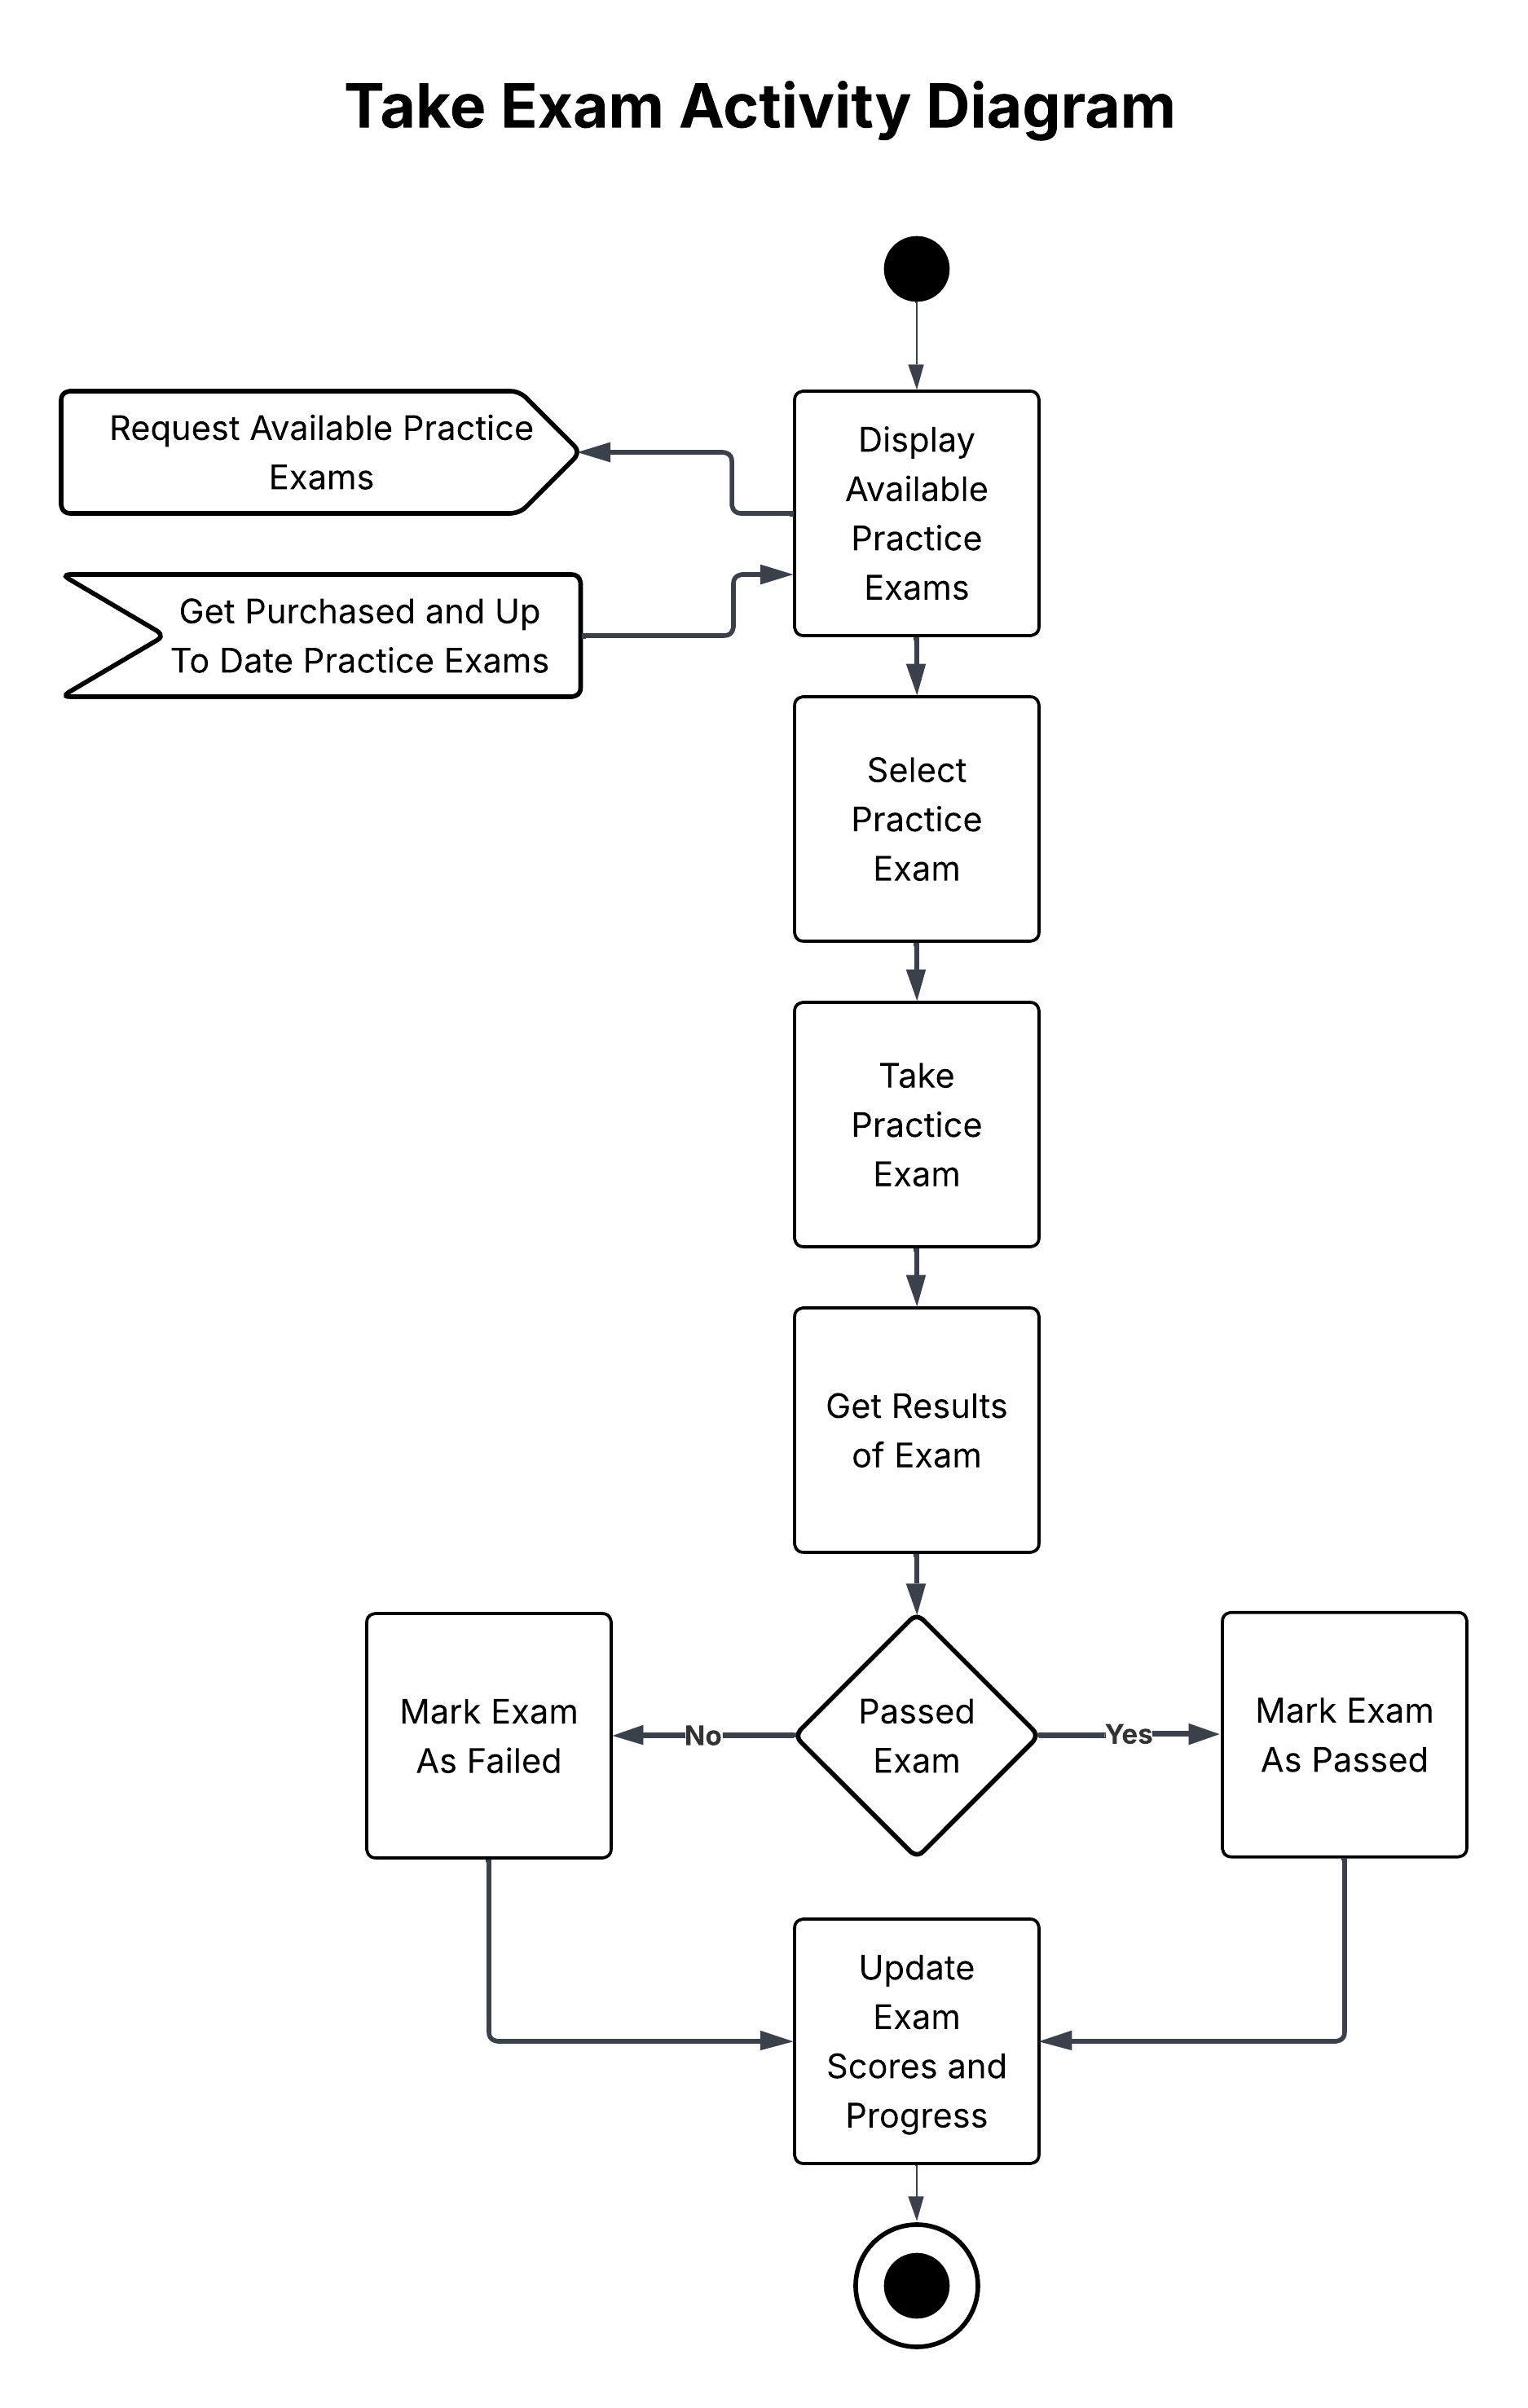 Take Exam Activity Diagram
Request Available Practice
Exams
Display
Available
Practice
Exams
Get Purchased and Up
To Date Practice Exams
Select
Practice
Exam
Take
Practice
Exam
Get Results
of Exam
Mark Exam
As Failed
No
Passed
Exam
Yes
Mark Exam
As Passed
Update
Exam
Scores and
Progress